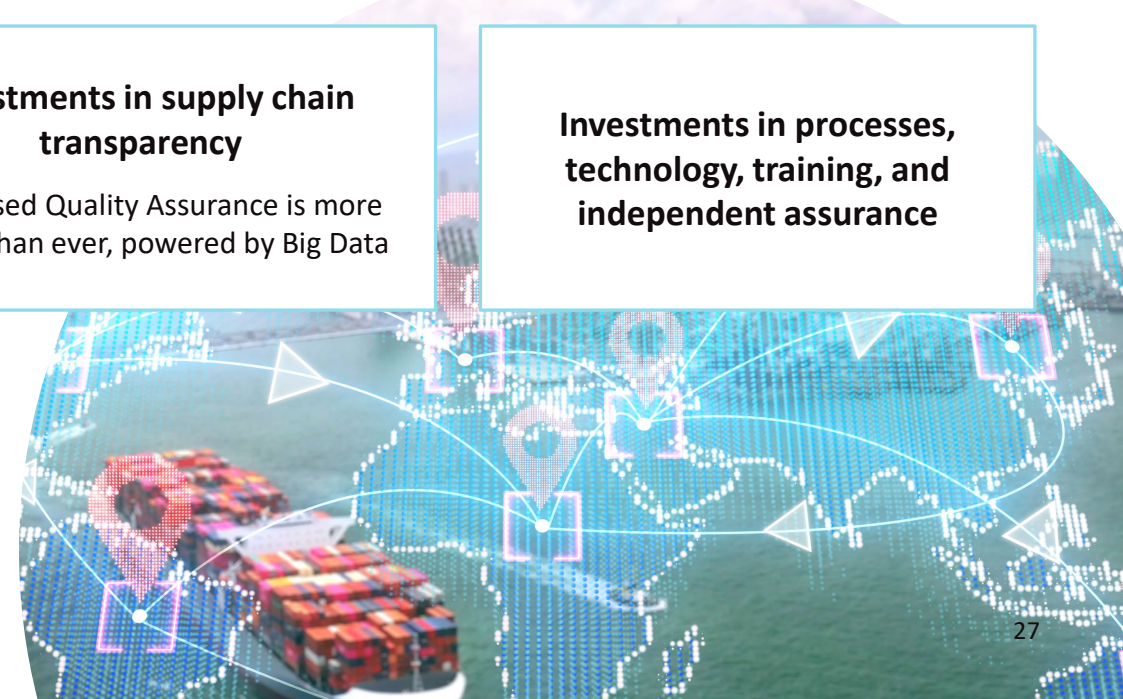 stments in supply chain
transparency
sed Quality Assurance is more
han ever, powered by Big Data
Investments in processes,
technology, training, and
independent assurance
27